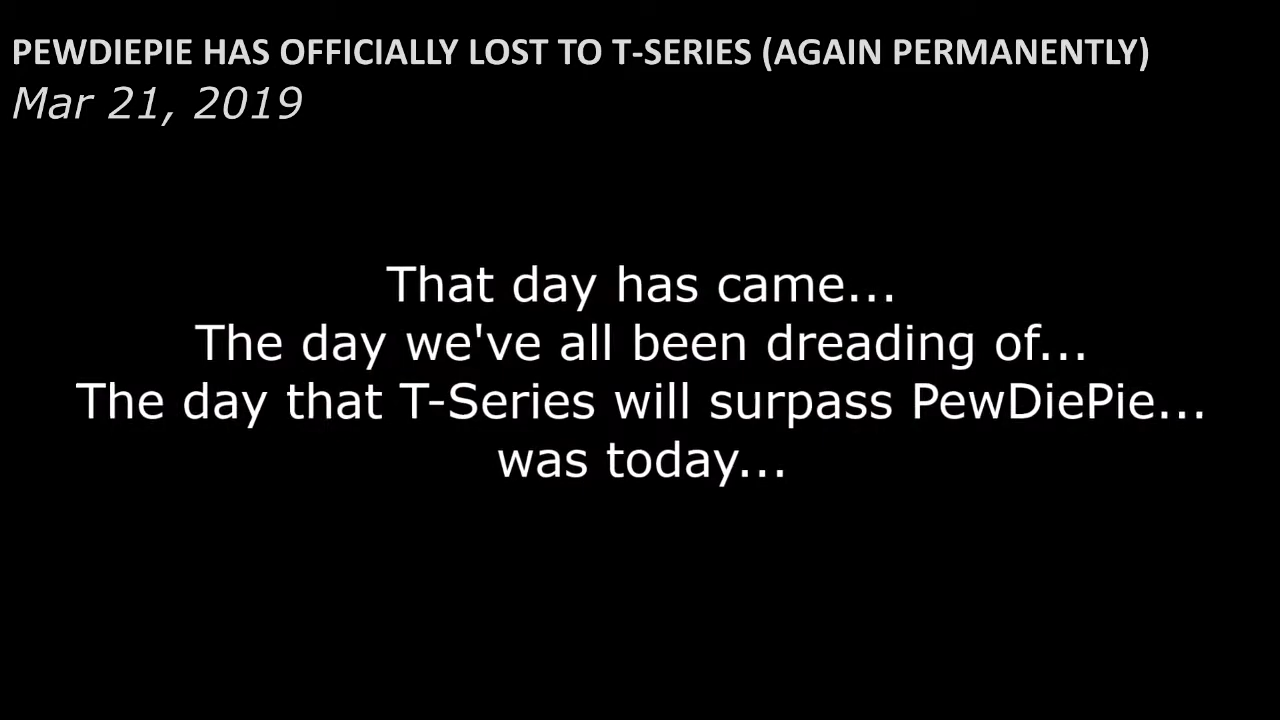 PEWDIEPIE HAS OFFICIALLY LOST TO T-SERIES (AGAIN PERMANENTLY)
Mar 21, 2019
That day has came...
The day we've all been dreading of...
The day that T-Series will surpass PewDiePie...
was today...